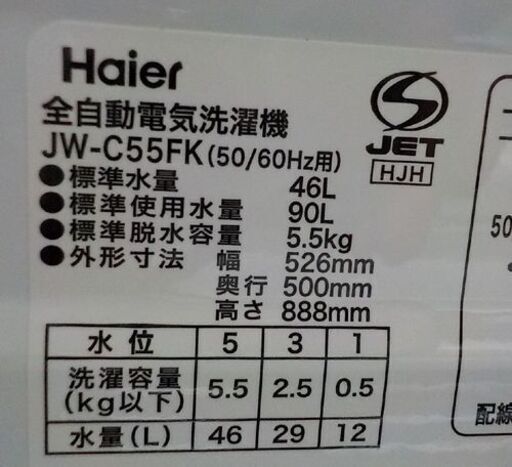 Haier
全自動電気洗濯機
JW-C55FK(50/60Hz用)
●標準水量 46L
●標準使用水量 90L
●標準脱水容量 5.5kg
●外形寸法 幅 526mm
奥行 500mm
高さ 888mm
S
JET
HJH
水位 5 3 1
洗濯容量(kg以下) 5.5 2.5 0.5
水量(L) 46 29 12
50
配線